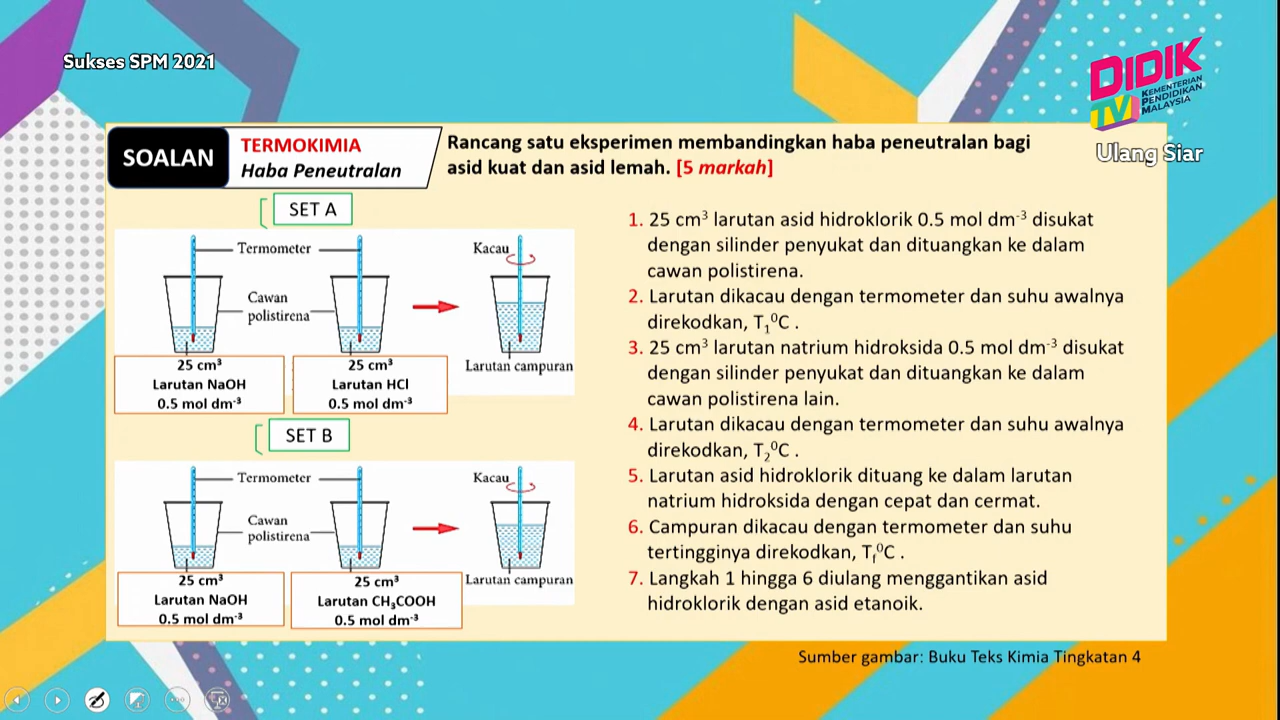 Sukses SPM 2021
DIDIK
TV
KEMENTERIAN
PENDIDIKAN
MALAYSIA
Ulang Siar
SOALAN
TERMOKIMIA
Haba Peneutralan
Rancang satu eksperimen membandingkan haba peneutralan bagi
asid kuat dan asid lemah. [5 markah]
SET A
Termometer
Kacau
Cawan
polistirena
Larutan campuran
25 cm³
Larutan NaOH
0.5 mol dm⁻³
25 cm³
Larutan HCl
0.5 mol dm⁻³
SET B
Termometer
Kacau
Cawan
polistirena
Larutan campuran
25 cm³
Larutan NaOH
0.5 mol dm⁻³
25 cm³
Larutan CH₃COOH
0.5 mol dm⁻³
1. 25 cm³ larutan asid hidroklorik 0.5 mol dm⁻³ disukat
dengan silinder penyukat dan dituangkan ke dalam
cawan polistirena.
2. Larutan dikacau dengan termometer dan suhu awalnya
direkodkan, T₁⁰C .
3. 25 cm³ larutan natrium hidroksida 0.5 mol dm⁻³ disukat
dengan silinder penyukat dan dituangkan ke dalam
cawan polistirena lain.
4. Larutan dikacau dengan termometer dan suhu awalnya
direkodkan, T₂⁰C .
5. Larutan asid hidroklorik dituang ke dalam larutan
natrium hidroksida dengan cepat dan cermat.
6. Campuran dikacau dengan termometer dan suhu
tertingginya direkodkan, Tf⁰C .
7. Langkah 1 hingga 6 diulang menggantikan asid
hidroklorik dengan asid etanoik.
Sumber gambar: Buku Teks Kimia Tingkatan 4